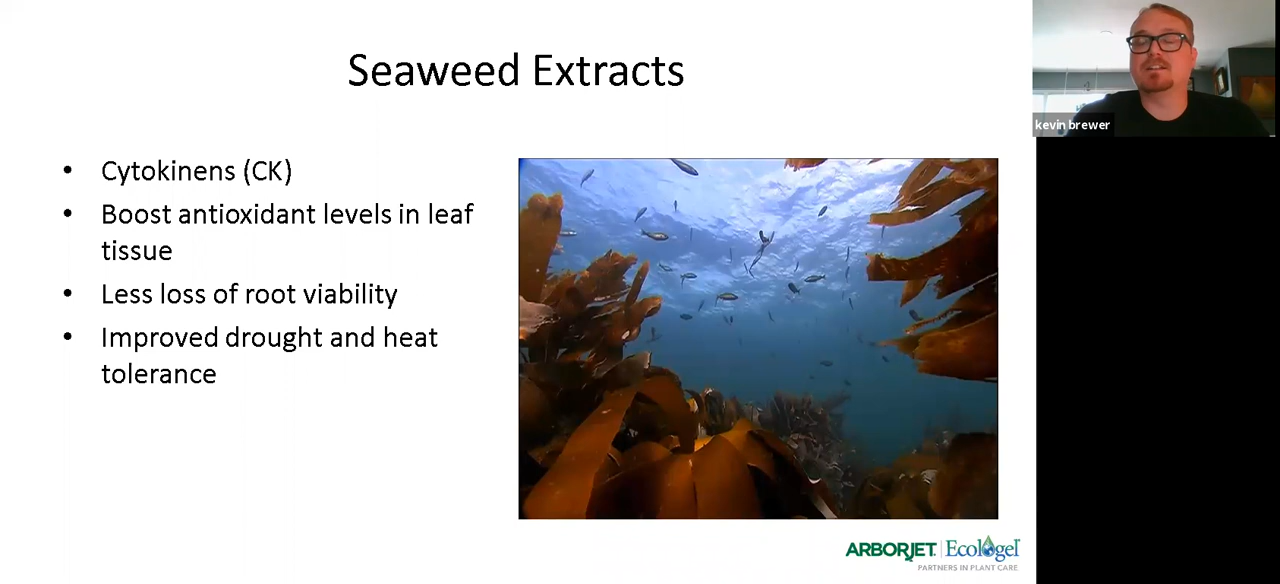 Seaweed Extracts
• Cytokinens (CK)
• Boost antioxidant levels in leaf
tissue
• Less loss of root viability
• Improved drought and heat
tolerance
ARBORJET Ecologel
PARTNERS IN PLANT CARE
kevin brewer